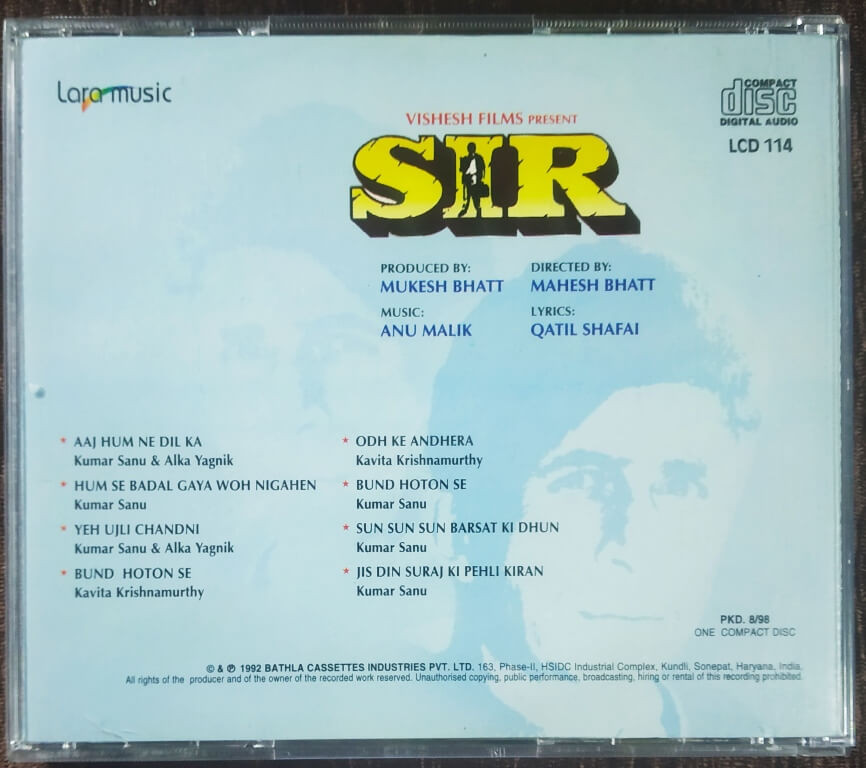 Lara music
COMPACT
disc
DIGITAL AUDIO
LCD 114
VISHESH FILMS PRESENT
SIR
PRODUCED BY:
MUKESH BHATT
DIRECTED BY:
MAHESH BHATT
MUSIC:
ANU MALIK
LYRICS:
QATIL SHAFAI
* AAJ HUM NE DIL KA
Kumar Sanu & Alka Yagnik
* HUM SE BADAL GAYA WOH NIGAHEN
Kumar Sanu
* YEH UJLI CHANDNI
Kumar Sanu & Alka Yagnik
* BUND HOTON SE
Kavita Krishnamurthy
* ODH KE ANDHERA
Kavita Krishnamurthy
* BUND HOTON SE
Kumar Sanu
* SUN SUN SUN BARSAT KI DHUN
Kumar Sanu
* JIS DIN SURAJ KI PEHLI KIRAN
Kumar Sanu
PKD. 8/98
ONE COMPACT DISC
© & ℗ 1992 BATHLA CASSETTES INDUSTRIES PVT. LTD. 163, Phase-II, HSIDC Industrial Complex, Kundli, Sonepat, Haryana, India.
All rights of the producer and of the owner of the recorded work reserved. Unauthorised copying, public performance, broadcasting, hiring or rental of this recording prohibited.